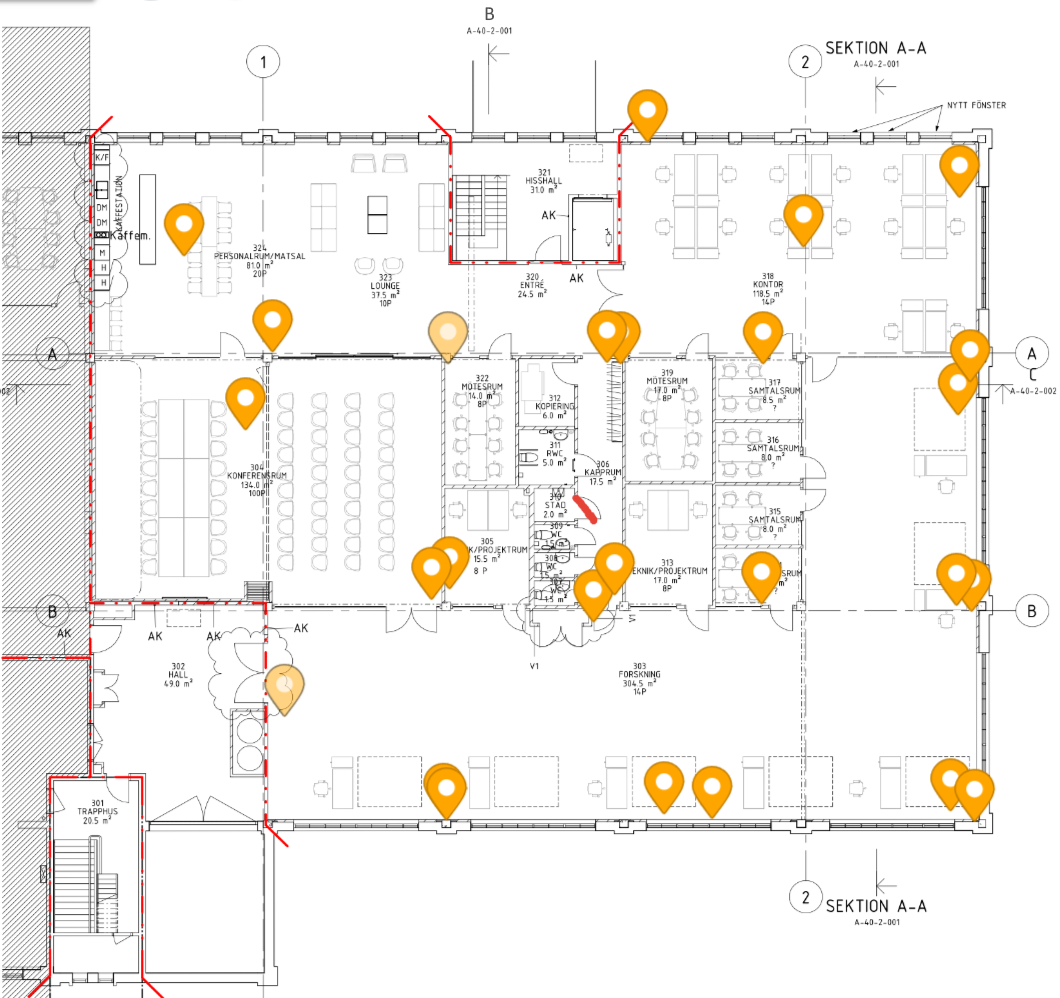 B
A-40-2-001
SEKTION A-A
A-40-2-001
1
2
NYTT FÖNSTER
K/F
KAFFESTATION
DM
DM
Kaffem.
M
H
H
324
PERSONALRUM/MATSAL
81.0 m²
20P
323
LOUNGE
37.5 m²
10P
321
HISSHALL
31.0 m²
AK
AK
320
ENTRÉ
24.5 m²
318
KONTOR
118.5 m²
14P
A
A
C
A-40-2-002
322
MÖTESRUM
14.0 m²
8P
312
KOPIERING
6.0 m²
319
MÖTESRUM
17.0 m²
8P
317
SAMTALSRUM
8.5 m²
?
311
RWC
5.0 m²
316
SAMTALSRUM
8.0 m²
?
304
KONFERENSRUM
134.0 m²
100P
306
KAPPRUM
17.5 m²
310
STÄD
2.0 m²
315
SAMTALSRUM
8.0 m²
?
309
WC
1.5 m²
305
K/PROJEKTRUM
15.5 m²
8 P
308
WC
307
WC
1.5 m²
313
TEKNIK/PROJEKTRUM
17.0 m²
8P
B
B
AK
AK
AK
AK
V1
V1
302
HALL
49.0 m²
303
FORSKNING
304.5 m²
14P
301
TRAPPHUS
20.5 m²
2
SEKTION A-A
A-40-2-001